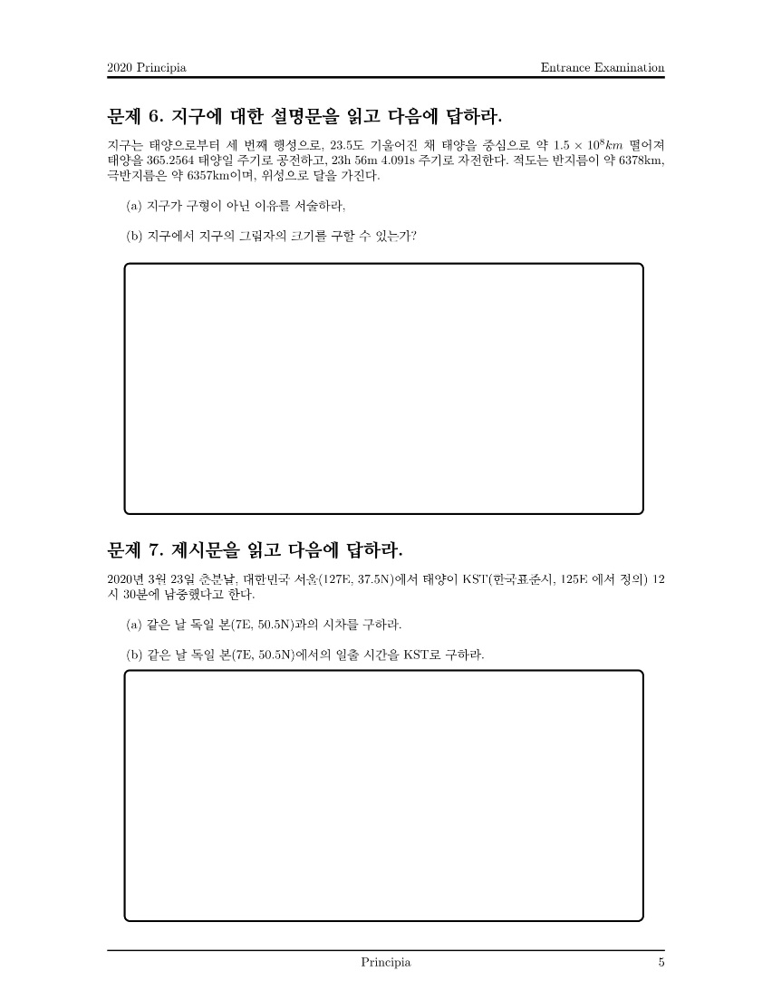 2020 Principia
Entrance Examination
문제 6. 지구에 대한 설명문을 읽고 다음에 답하라.
지구는 태양으로부터 세 번째 행성으로, 23.5도 기울어진 채 태양을 중심으로 약 1.5 × 10⁸km 떨어져
태양을 365.2564 태양일 주기로 공전하고, 23h 56m 4.091s 주기로 자전한다. 적도는 반지름이 약 6378km,
극반지름은 약 6357km이며, 위성으로 달을 가진다.
(a) 지구가 구형이 아닌 이유를 서술하라,
(b) 지구에서 지구의 그림자의 크기를 구할 수 있는가?
문제 7. 제시문을 읽고 다음에 답하라.
2020년 3월 23일 춘분날, 대한민국 서울(127E, 37.5N)에서 태양이 KST(한국표준시, 125E 에서 정의) 12
시 30분에 남중했다고 한다.
(a) 같은 날 독일 본(7E, 50.5N)과의 시차를 구하라.
(b) 같은 날 독일 본(7E, 50.5N)에서의 일출 시간을 KST로 구하라.
Principia
5